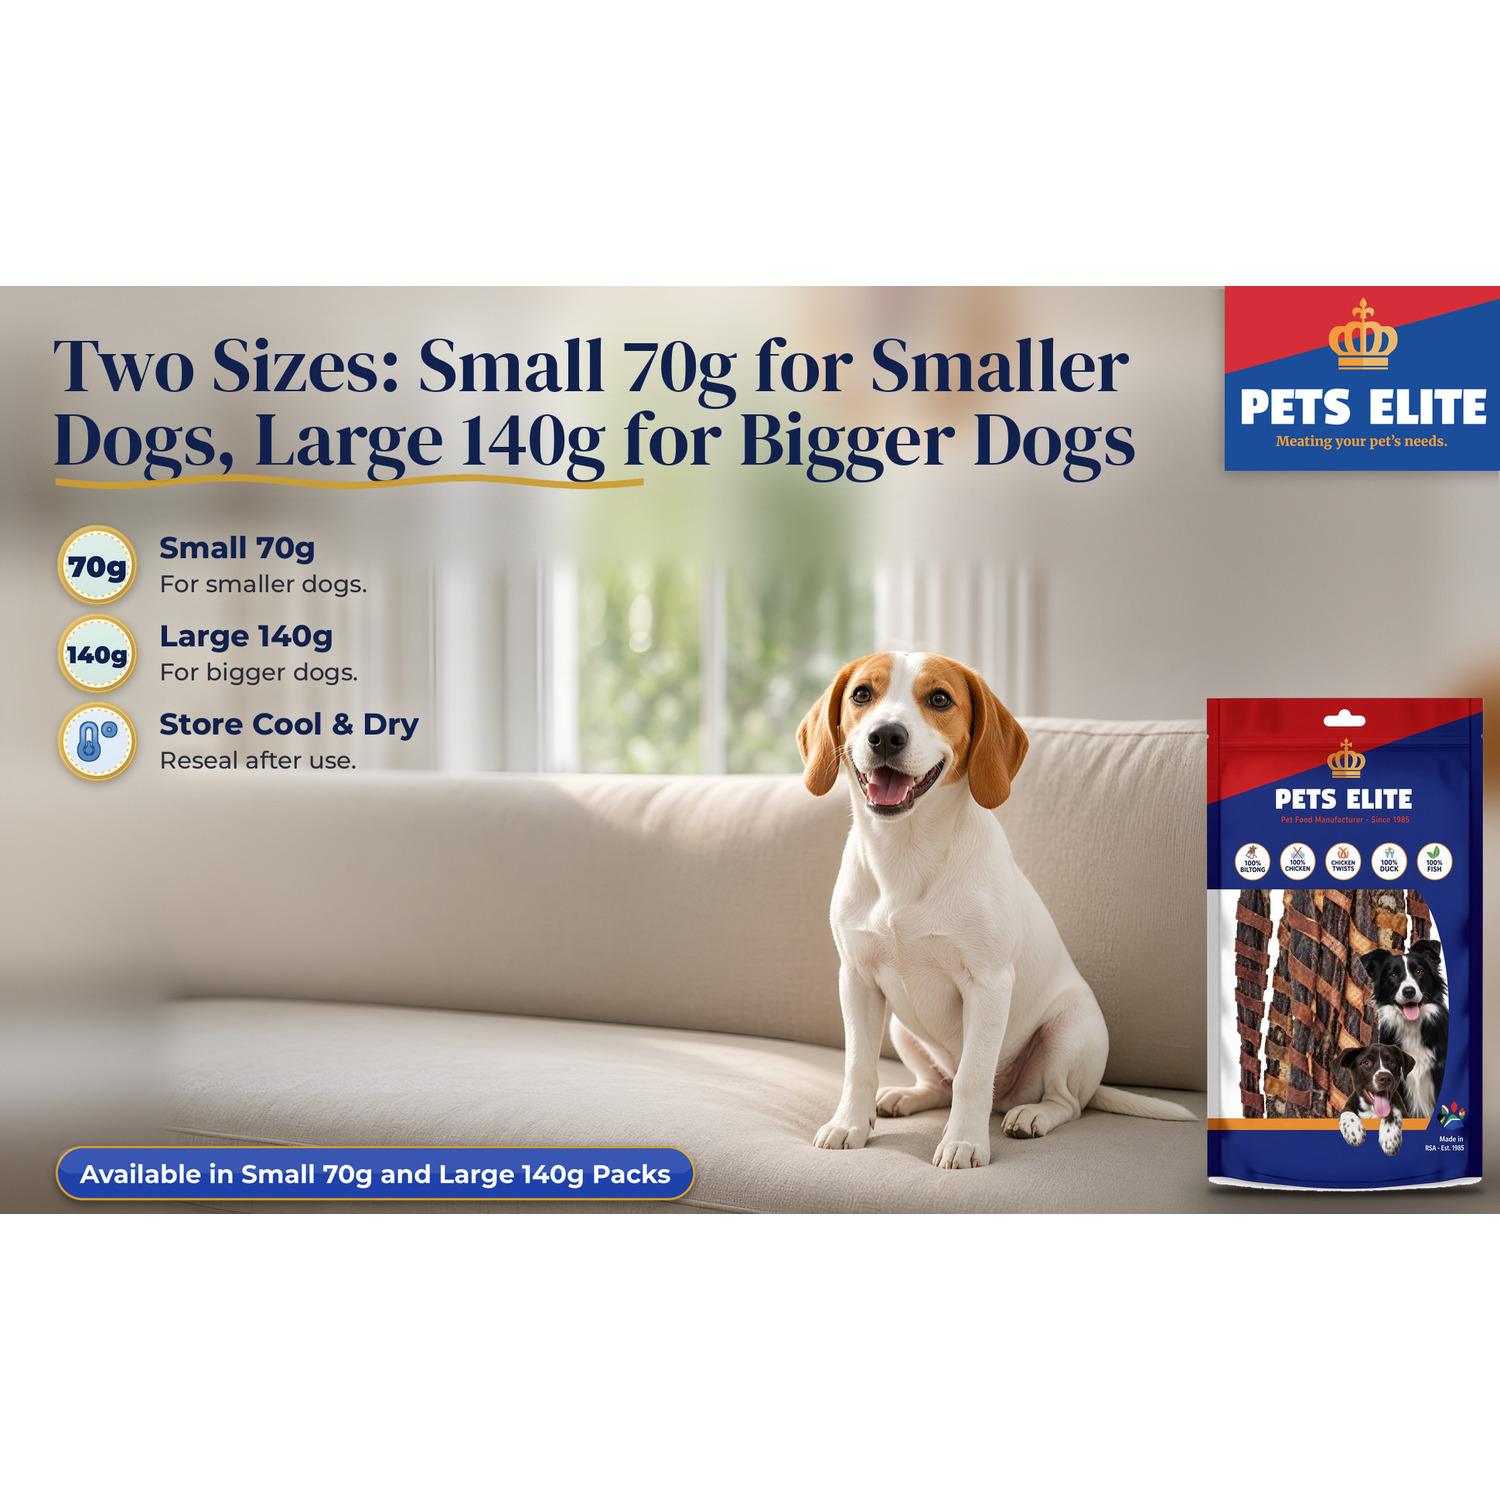 Two Sizes: Small 70g for Smaller
Dogs, Large 140g for Bigger Dogs
PETS ELITE
Meating your pet's needs.
70g
Small 70g
For smaller dogs.
140g
Large 140g
For bigger dogs.
Store Cool & Dry
Reseal after use.
PETS ELITE
Pet Food Manufacturer - Since 1985
100%
BILTONG
100%
CHICKEN
CHICKEN
TWISTS
100%
DUCK
100%
FISH
Made in
RSA - Est. 1985
Available in Small 70g and Large 140g Packs